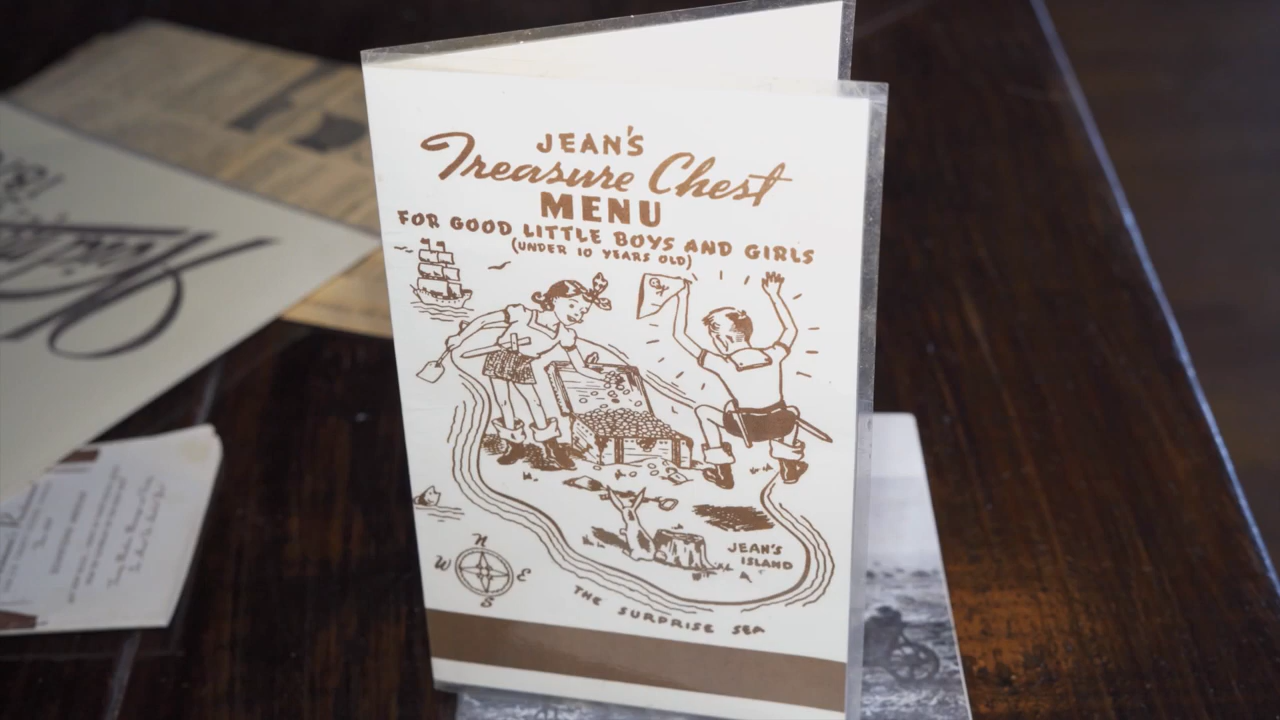 JEAN'S
Treasure Chest
MENU
FOR GOOD LITTLE BOYS AND GIRLS
(UNDER 10 YEARS OLD)
N
W
E
S
JEAN'S
ISLAND
THE SURPRISE SEA